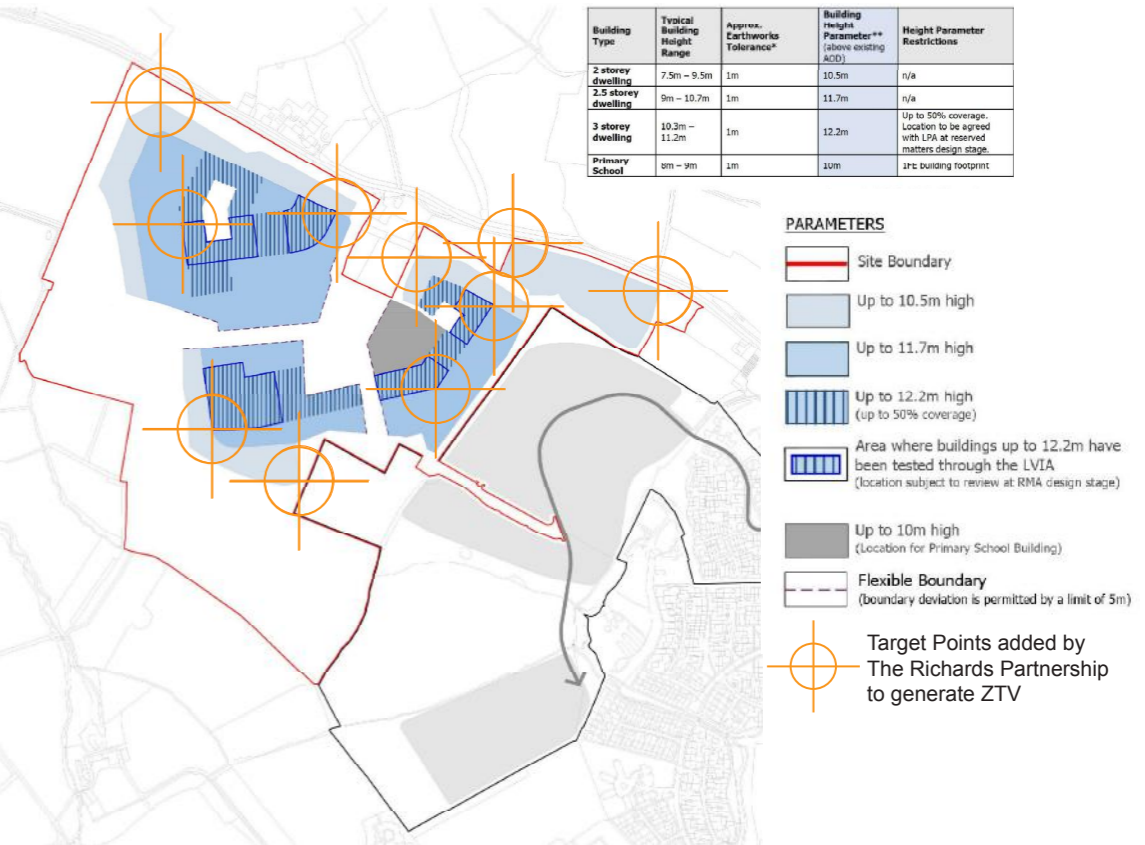 Building Type
Typical Building Height Range
Approx. Earthworks Tolerance*
Building Height Parameter** (above existing AOD)
Height Parameter Restrictions
2 storey dwelling
7.5m – 9.5m
1m
10.5m
n/a
2.5 storey dwelling
9m – 10.7m
1m
11.7m
n/a
3 storey dwelling
10.3m – 11.2m
1m
12.2m
Up to 50% coverage. Location to be agreed with LPA at reserved matters design stage.
Primary School
8m – 9m
1m
10m
1FE building footprint
PARAMETERS
Site Boundary
Up to 10.5m high
Up to 11.7m high
Up to 12.2m high
(up to 50% coverage)
Area where buildings up to 12.2m have
been tested through the LVIA
(location subject to review at RMA design stage)
Up to 10m high
(Location for Primary School Building)
Flexible Boundary
(boundary deviation is permitted by a limit of 5m)
Target Points added by
The Richards Partnership
to generate ZTV